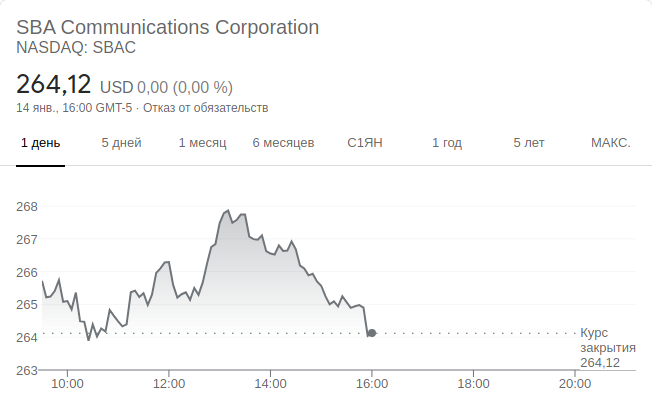 SBA Communications Corporation
NASDAQ: SBAC
264,12 USD 0,00 (0,00 %)
14 янв., 16:00 GMT-5 · Отказ от обязательств
1 день 5 дней 1 месяц 6 месяцев С1ЯН 1 год 5 лет МАКС.
268
267
266
265
264
263
Курс
закрытия
264,12
10:00 12:00 14:00 16:00 18:00 20:00